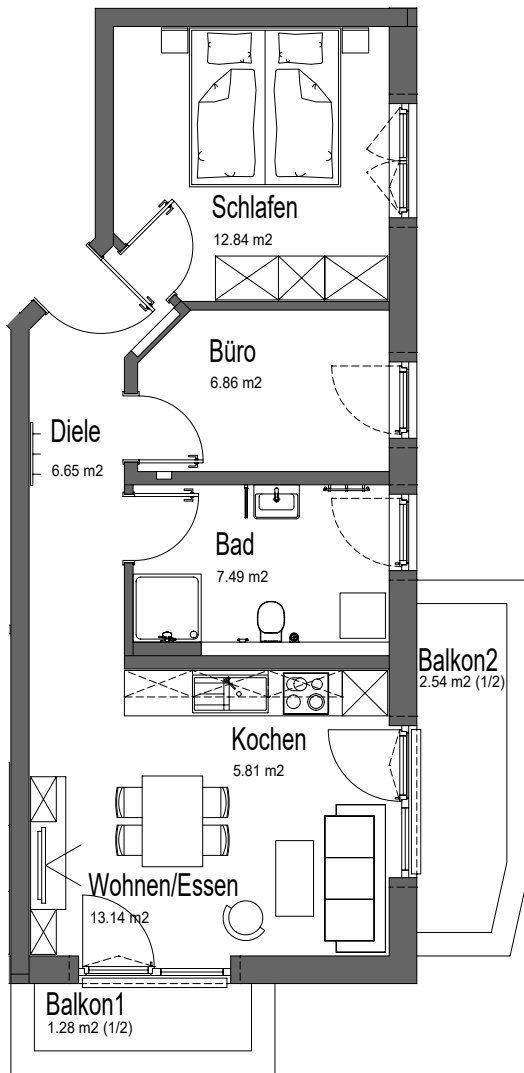 Schlafen
12.84 m2
Büro
6.86 m2
Diele
6.65 m2
Bad
7.49 m2
Balkon2
2.54 m2 (1/2)
Kochen
5.81 m2
Wohnen/Essen
13.14 m2
Balkon1
1.28 m2 (1/2)